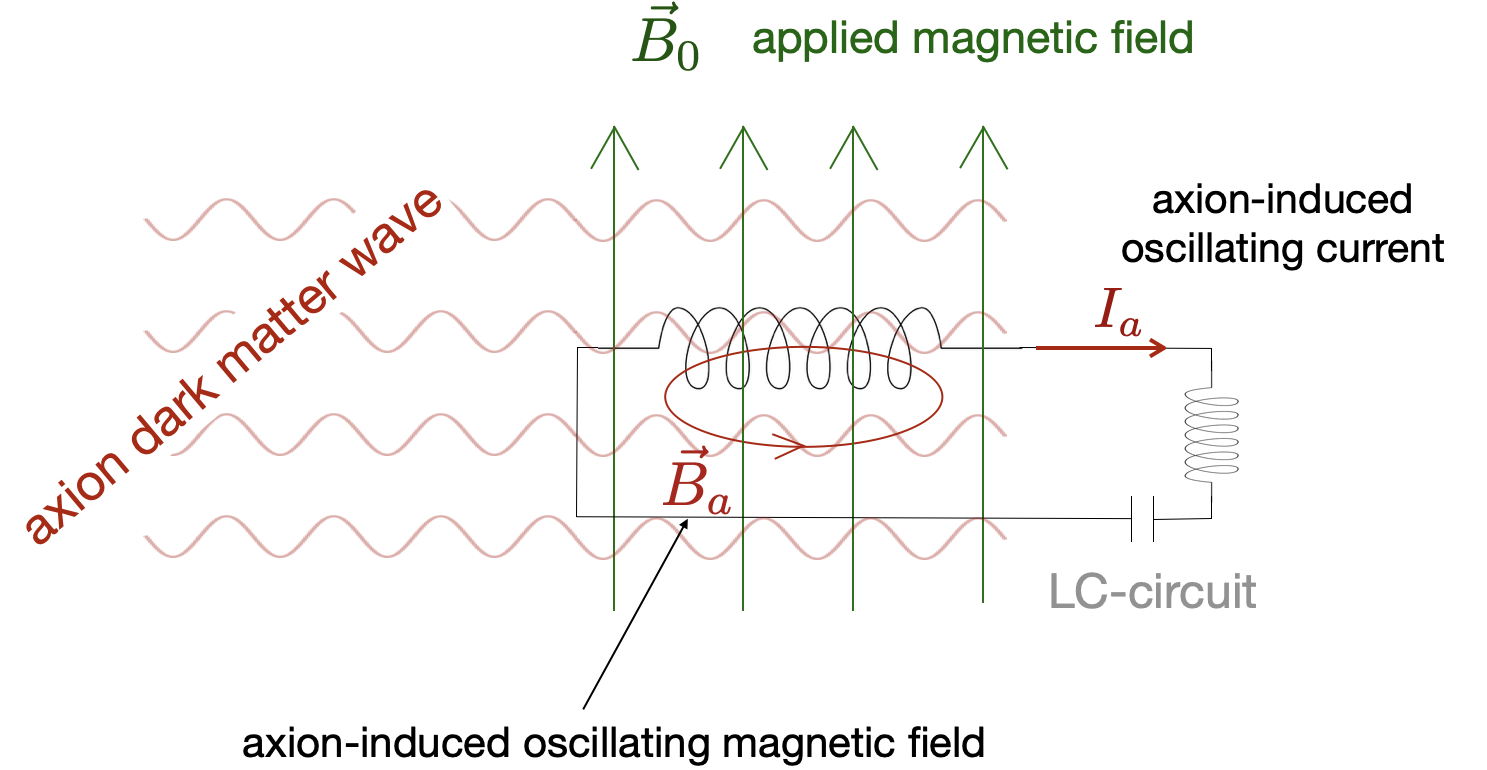 B⃗₀ applied magnetic field
axion dark matter wave
axion-induced
oscillating current
Iₐ
B⃗ₐ
LC-circuit
axion-induced oscillating magnetic field